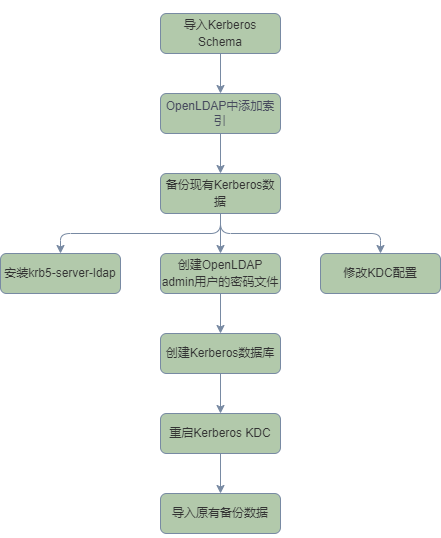 导入Kerberos
Schema
OpenLDAP中添加索
引
备份现有Kerberos数
据
安装krb5-server-ldap
创建OpenLDAP
admin用户的密码文件
修改KDC配置
创建Kerberos数据库
重启Kerberos KDC
导入原有备份数据